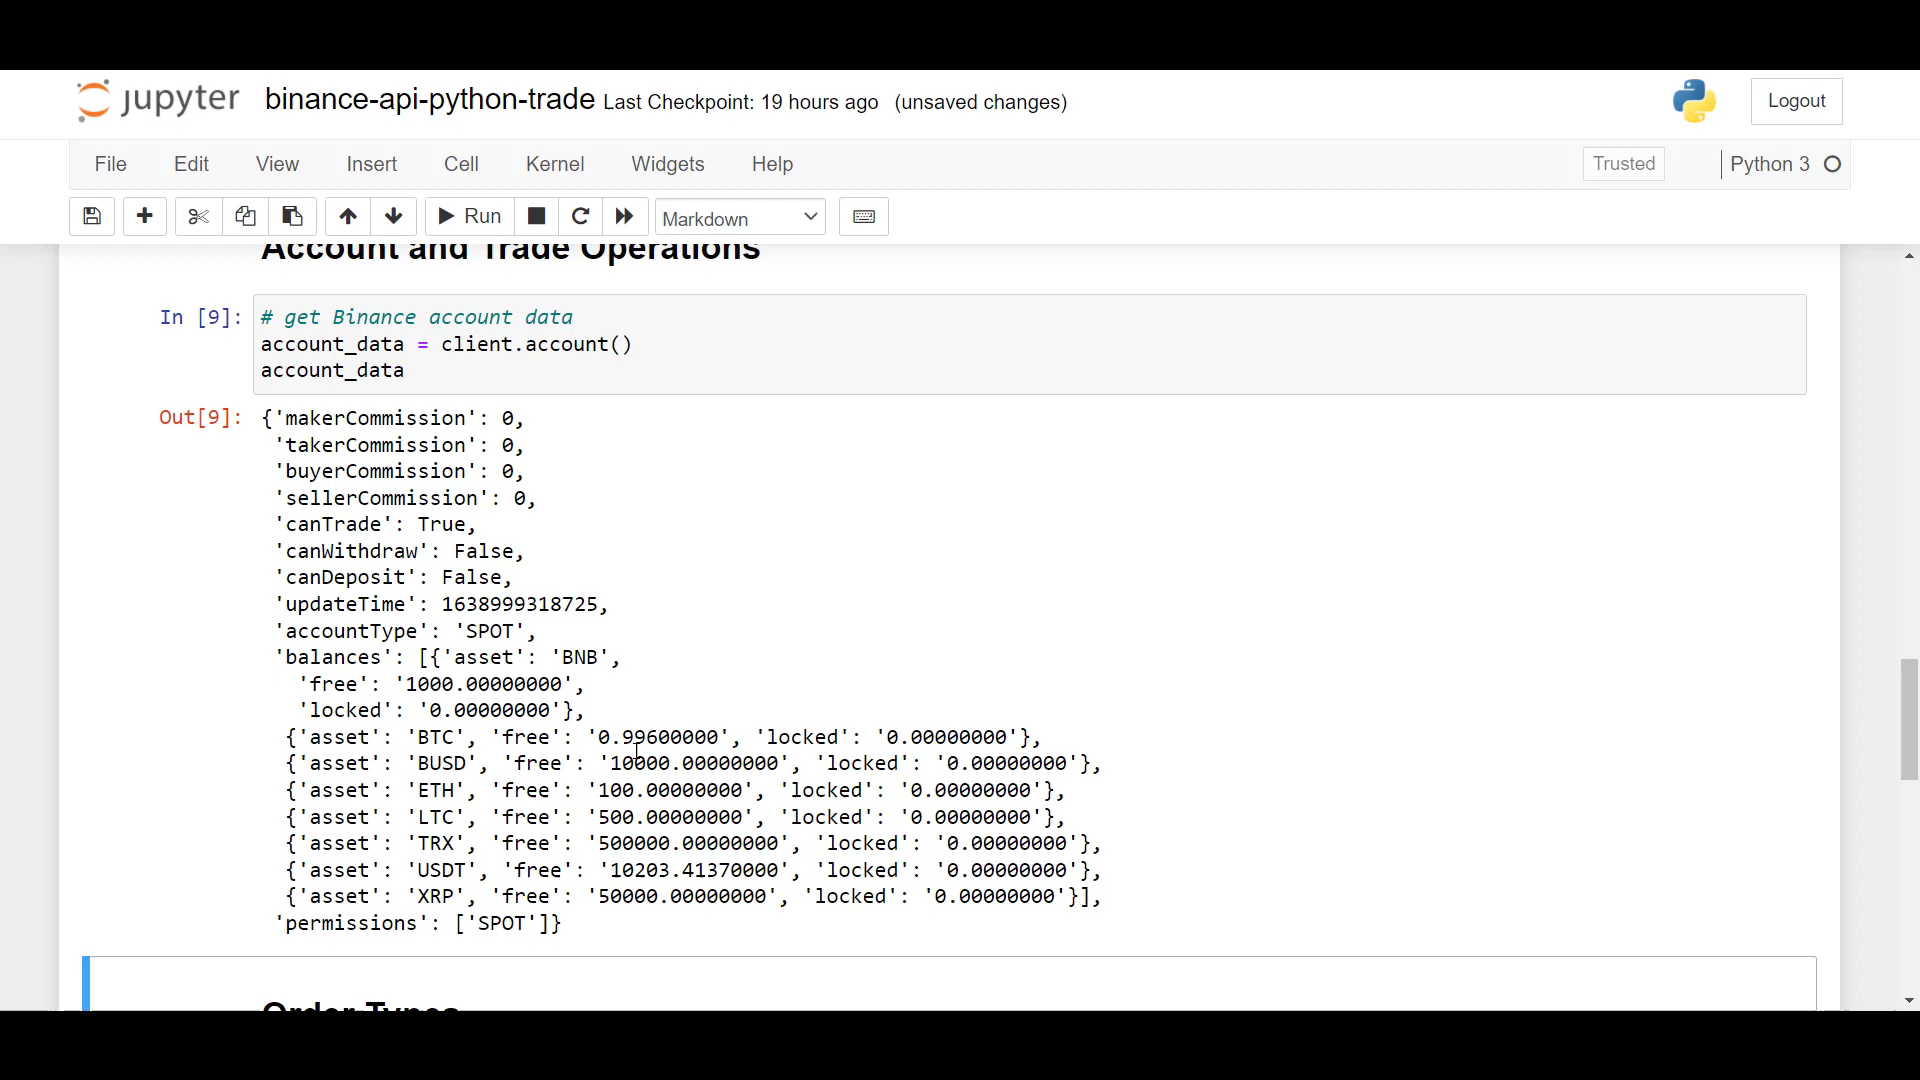 jupyter binance-api-python-trade Last Checkpoint: 19 hours ago (unsaved changes) Logout
File Edit View Insert Cell Kernel Widgets Help Trusted Python 3
Run Markdown
Account and Trade Operations
In [9]: # get Binance account data
account_data = client.account()
account_data
Out[9]: {'makerCommission': 0,
'takerCommission': 0,
'buyerCommission': 0,
'sellerCommission': 0,
'canTrade': True,
'canWithdraw': False,
'canDeposit': False,
'updateTime': 1638999318725,
'accountType': 'SPOT',
'balances': [{'asset': 'BNB',
'free': '1000.00000000',
'locked': '0.00000000'},
{'asset': 'BTC', 'free': '0.99600000', 'locked': '0.00000000'},
{'asset': 'BUSD', 'free': '10000.00000000', 'locked': '0.00000000'},
{'asset': 'ETH', 'free': '100.00000000', 'locked': '0.00000000'},
{'asset': 'LTC', 'free': '500.00000000', 'locked': '0.00000000'},
{'asset': 'TRX', 'free': '500000.00000000', 'locked': '0.00000000'},
{'asset': 'USDT', 'free': '10203.41370000', 'locked': '0.00000000'},
{'asset': 'XRP', 'free': '50000.00000000', 'locked': '0.00000000'}],
'permissions': ['SPOT']}
Order Types